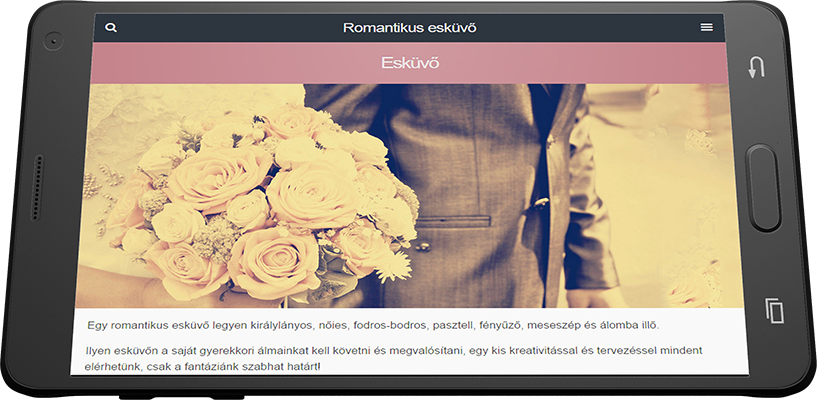 Romantikus esküvő
Esküvő
Egy romantikus esküvő legyen királylányos, nőies, fodros-bodros, pasztell, fényűző, meseszép és álomba illő.
Ilyen esküvőn a saját gyerekkori álmainkat kell követni és megvalósítani, egy kis kreativitással és tervezéssel mindent
elérhetünk, csak a fantáziánk szabhat határt!